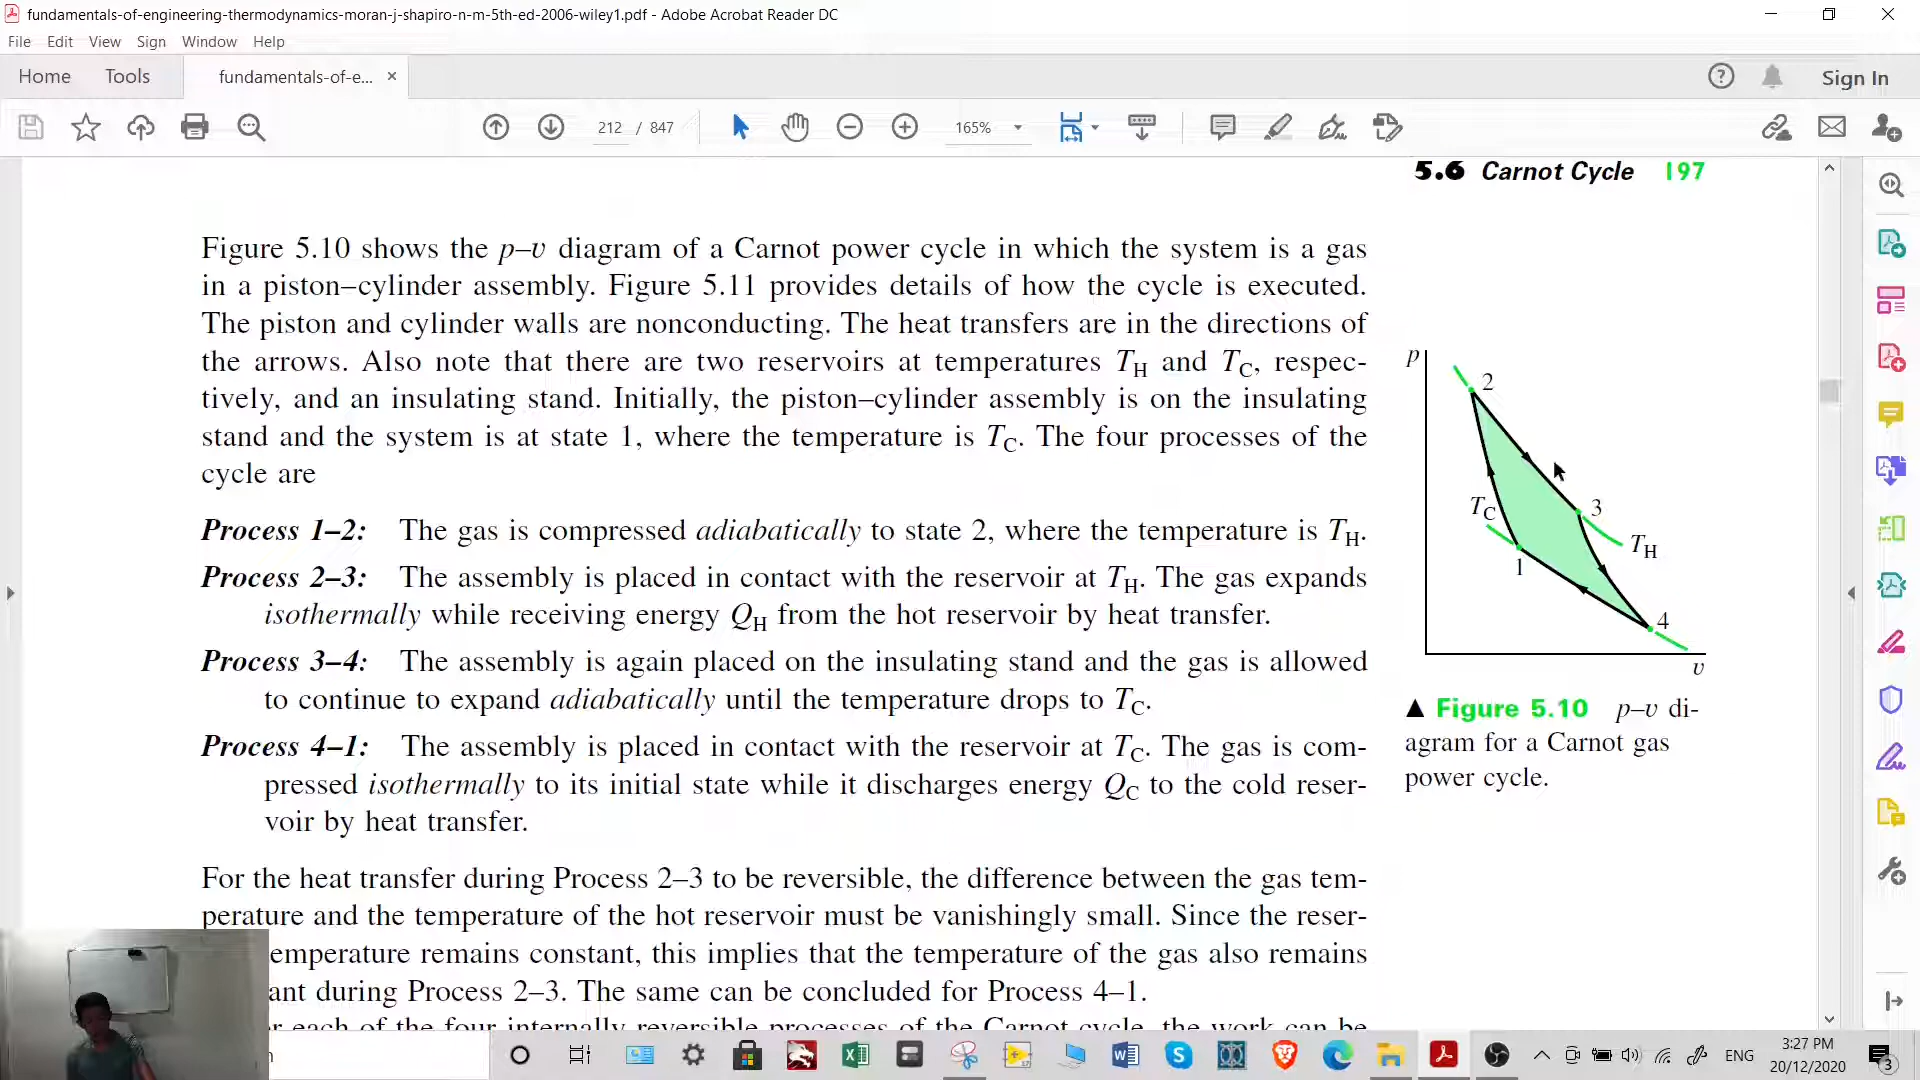 fundamentals-of-engineering-thermodynamics-moran-j-shapiro-n-m-5th-ed-2006-wiley1.pdf - Adobe Acrobat Reader DC
File Edit View Sign Window Help
Home Tools fundamentals-of-e... × Sign In
212 / 847 165%
5.6 Carnot Cycle 197
Figure 5.10 shows the p–v diagram of a Carnot power cycle in which the system is a gas
in a piston–cylinder assembly. Figure 5.11 provides details of how the cycle is executed.
The piston and cylinder walls are nonconducting. The heat transfers are in the directions of
the arrows. Also note that there are two reservoirs at temperatures TH and TC, respec-
tively, and an insulating stand. Initially, the piston–cylinder assembly is on the insulating
stand and the system is at state 1, where the temperature is TC. The four processes of the
cycle are
Process 1–2: The gas is compressed adiabatically to state 2, where the temperature is TH.
Process 2–3: The assembly is placed in contact with the reservoir at TH. The gas expands
isothermally while receiving energy QH from the hot reservoir by heat transfer.
Process 3–4: The assembly is again placed on the insulating stand and the gas is allowed
to continue to expand adiabatically until the temperature drops to TC.
Process 4–1: The assembly is placed in contact with the reservoir at TC. The gas is com-
pressed isothermally to its initial state while it discharges energy QC to the cold reser-
voir by heat transfer.
For the heat transfer during Process 2–3 to be reversible, the difference between the gas tem-
perature and the temperature of the hot reservoir must be vanishingly small. Since the reser-
emperature remains constant, this implies that the temperature of the gas also remains
ant during Process 2–3. The same can be concluded for Process 4–1.
r each of the four internally reversible processes of the Carnot cycle, the work can be
p
2
3
TC
TH
1
4
v
▲ Figure 5.10 p–v di-
agram for a Carnot gas
power cycle.
ENG
3:27 PM
20/12/2020
3